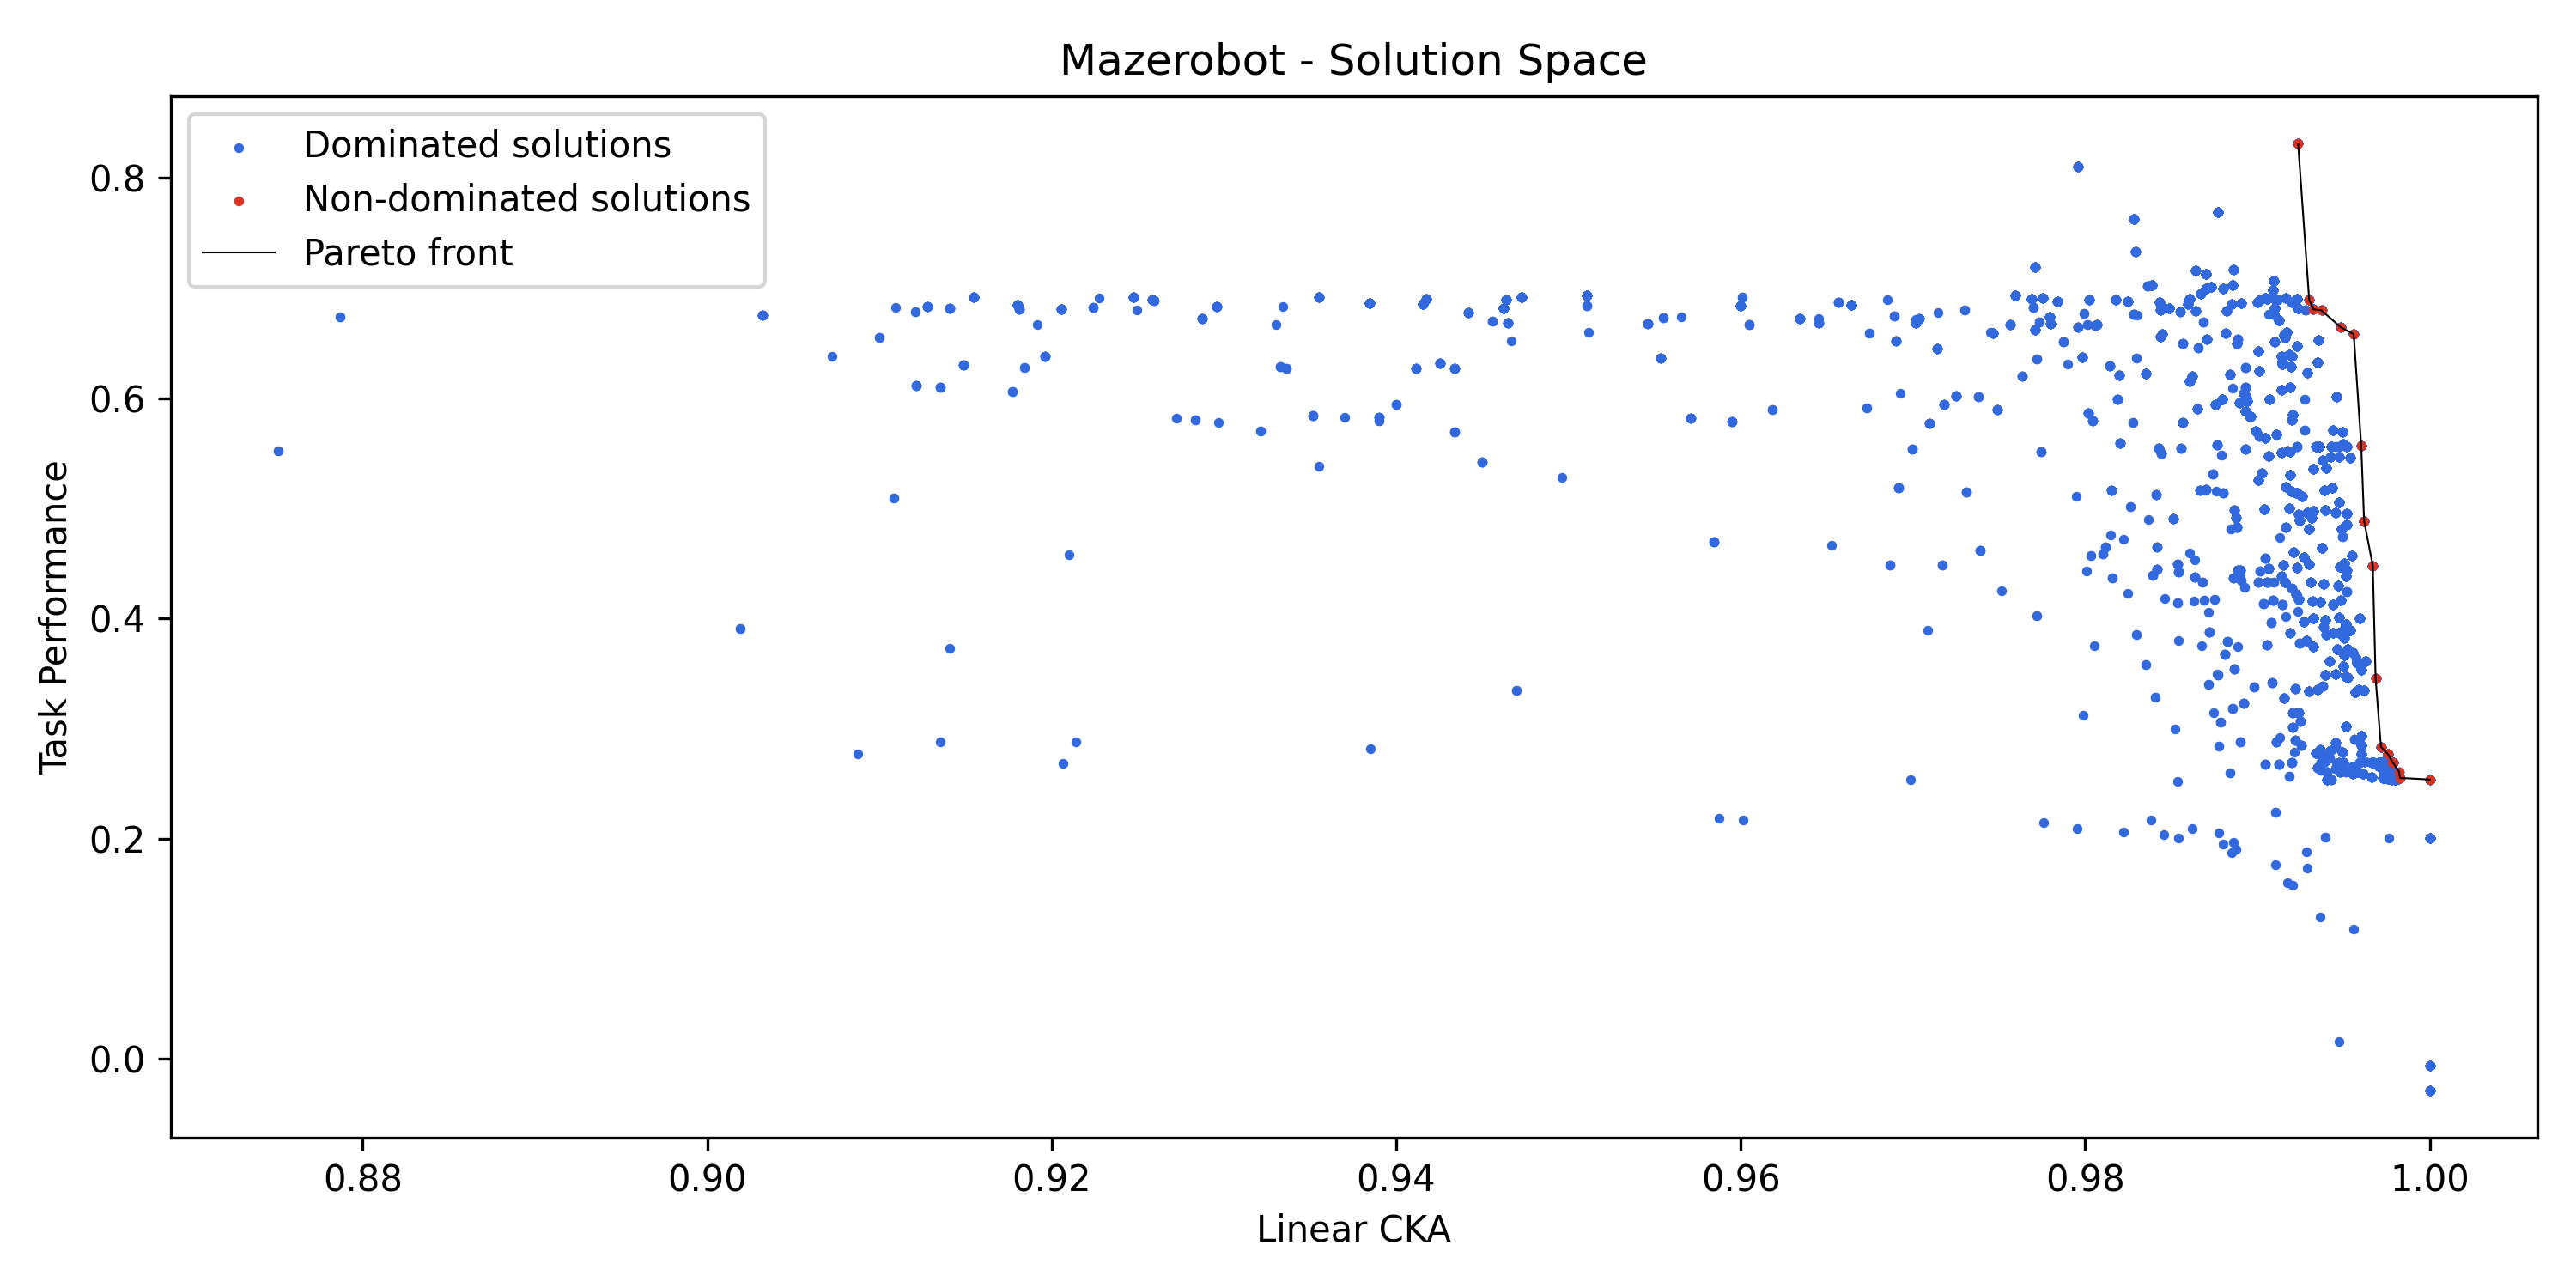 Mazerobot - Solution Space
Dominated solutions
Non-dominated solutions
Pareto front
0.8
0.6
0.4
0.2
0.0
Task Performance
0.88
0.90
0.92
0.94
0.96
0.98
1.00
Linear CKA